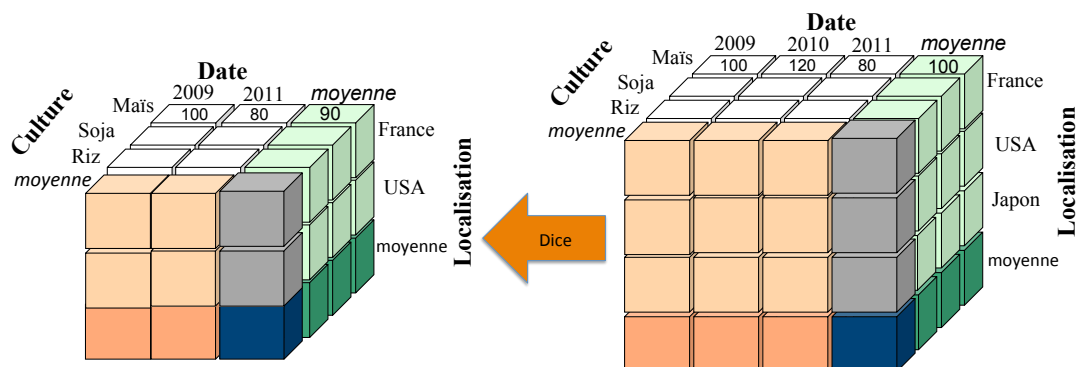 Date
Culture
2009 2011 moyenne
Maïs 100 80 90 France
Soja
Riz USA
moyenne
moyenne
Localisation
Dice
Date
Culture
2009 2010 2011 moyenne
Maïs 100 120 80 100 France
Soja
Riz
moyenne USA
Japon
moyenne
Localisation